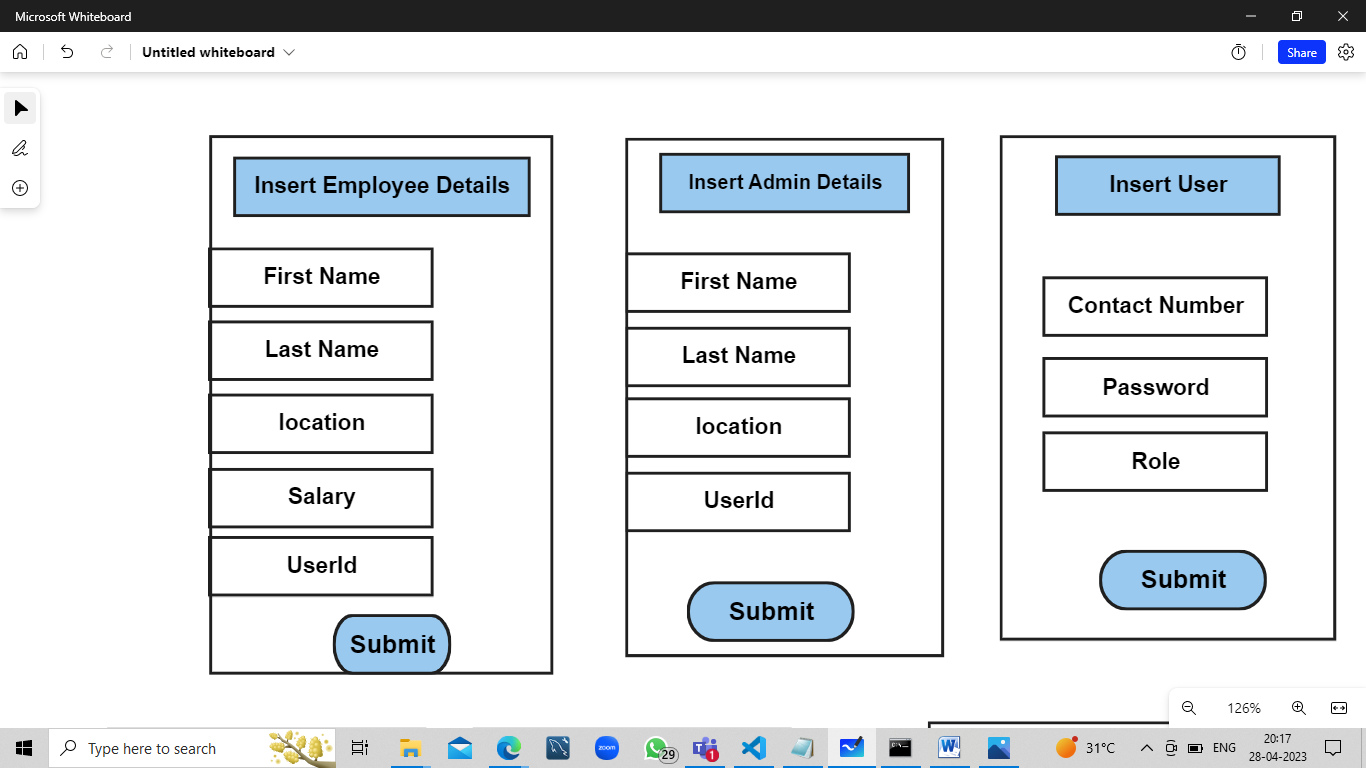 Microsoft Whiteboard
Untitled whiteboard
Share
Insert Employee Details
First Name
Last Name
location
Salary
UserId
Submit
Insert Admin Details
First Name
Last Name
location
UserId
Submit
Insert User
Contact Number
Password
Role
Submit
126%
Type here to search
zoom
29
1
W
31°C
ENG
20:17
28-04-2023